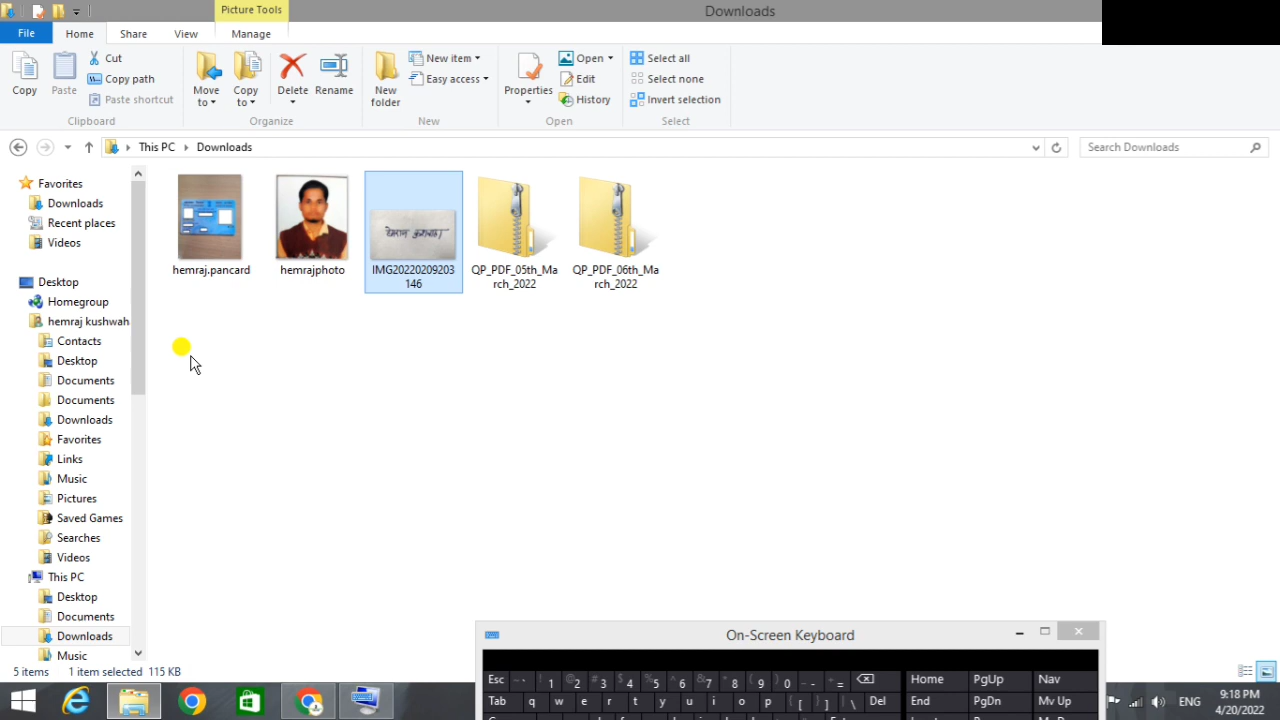 Picture Tools
Downloads
File
Home
Share
View
Manage
Copy
Paste
Cut
Copy path
Paste shortcut
Move to
Copy to
Delete
Rename
New folder
New item
Easy access
Properties
Open
Edit
History
Select all
Select none
Invert selection
Clipboard
Organize
New
Open
Select
This PC
Downloads
Search Downloads
Favorites
Downloads
Recent places
Videos
Desktop
Homegroup
hemraj kushwah
Contacts
Desktop
Documents
Documents
Downloads
Favorites
Links
Music
Pictures
Saved Games
Searches
Videos
This PC
Desktop
Documents
Downloads
Music
hemraj.pancard
hemrajphoto
IMG20220209203
146
QP_PDF_05th_Ma
rch_2022
QP_PDF_06th_Ma
rch_2022
5 items
1 item selected 115 KB
On-Screen Keyboard
Esc ~ ` ! 1 @ 2 # 3 $ 4 % 5 ^ 6 & 7 * 8 ( 9 ) 0 _ - + = Home PgUp Nav
Tab q w e r t y u i o p { [ } ] | \ Del End PgDn Mv Up
ENG
9:18 PM
4/20/2022